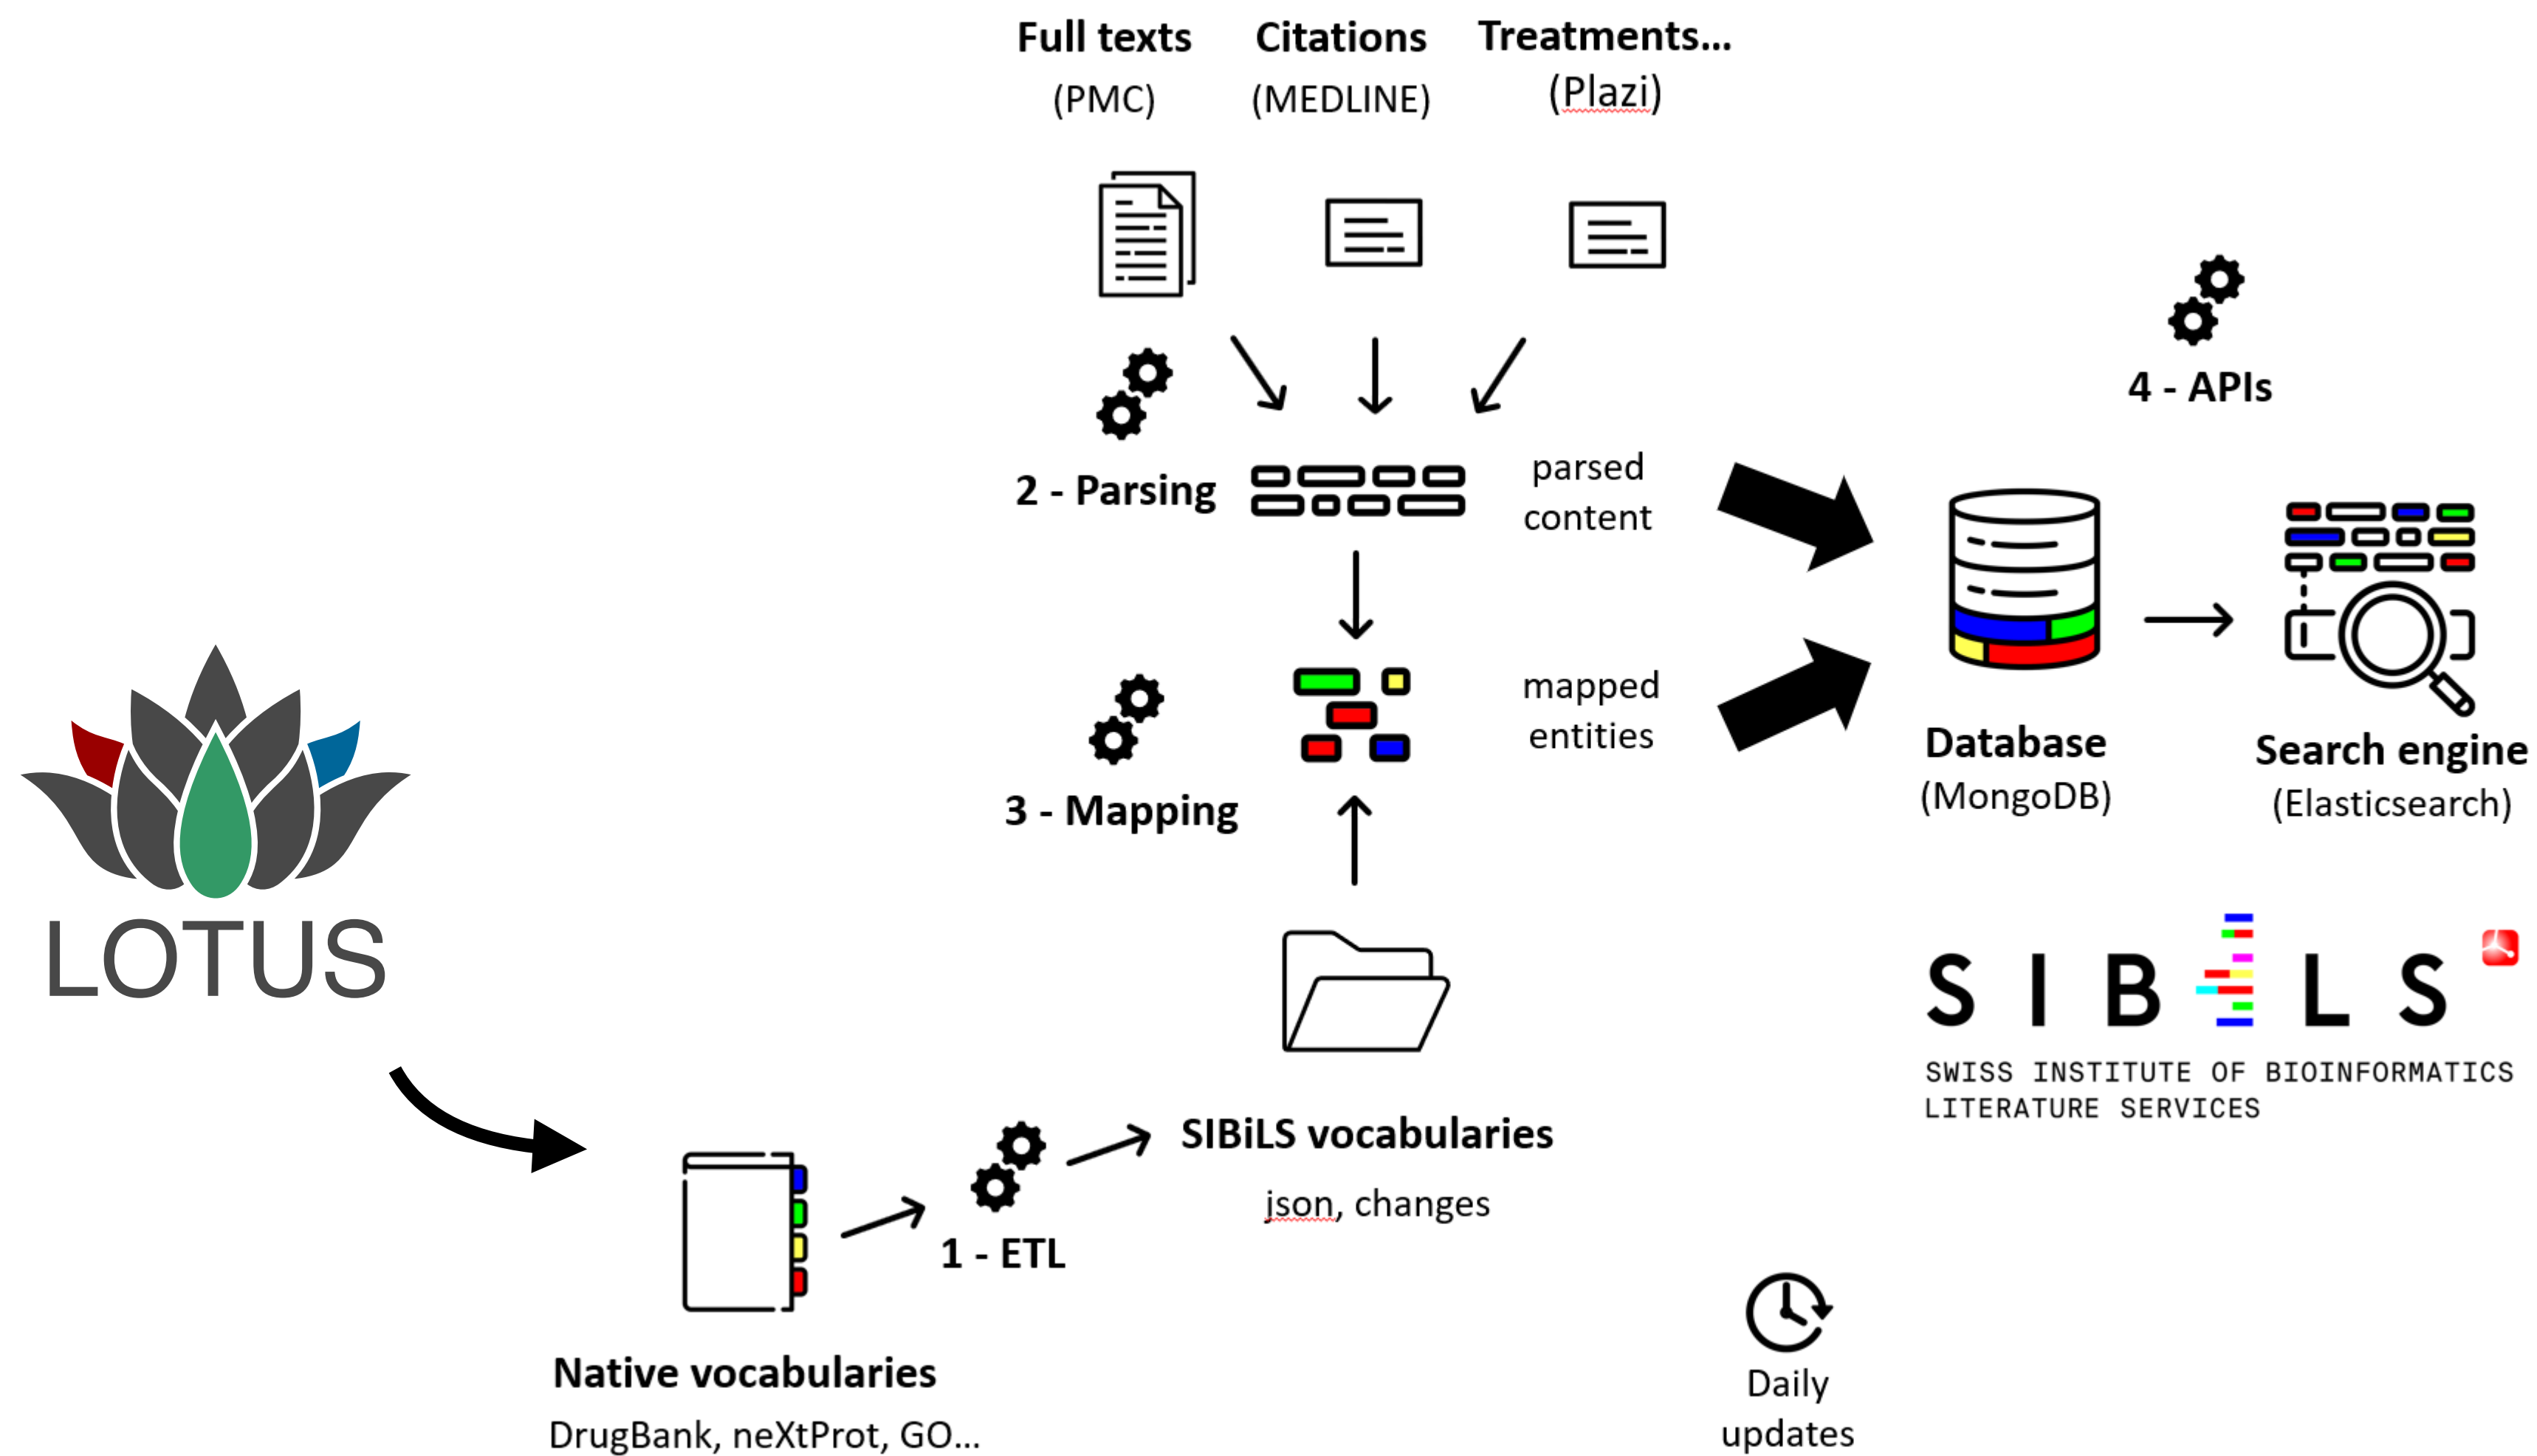 Full texts
(PMC)
Citations
(MEDLINE)
Treatments...
(Plazi)
4 - APIs
2 - Parsing
parsed
content
3 - Mapping
mapped
entities
Database
(MongoDB)
Search engine
(Elasticsearch)
LOTUS
SIBiLS
SWISS INSTITUTE OF BIOINFORMATICS
LITERATURE SERVICES
SIBiLS vocabularies
json, changes
1 - ETL
Native vocabularies
DrugBank, neXtProt, GO...
Daily
updates